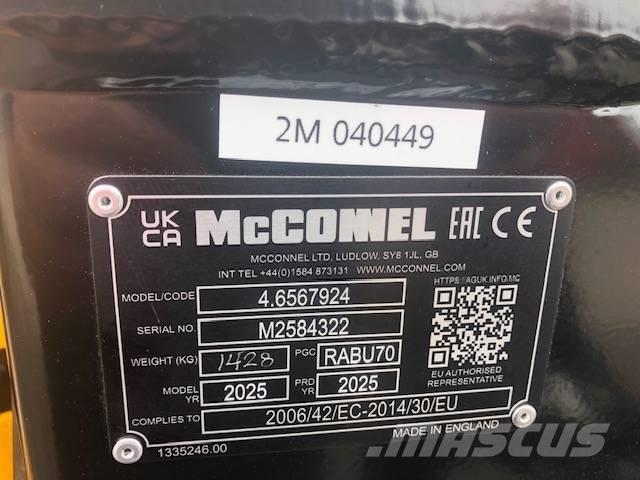 2M 040449
UK CA McCONNEL EAC CE
MCCONNEL LTD, LUDLOW, SY8 1JL, GB
INT TEL +44(0)1584 873131 WWW.MCCONNEL.COM
MODEL/CODE 4.6567924
HTTPS://AGUK.INFO/MC
SERIAL NO. M2584322
WEIGHT (KG) 1428 PGC RABU70
EU AUTHORISED REPRESENTATIVE
MODEL YR 2025 PRD YR 2025
COMPLIES TO 2006/42/EC-2014/30/EU
1335246.00 MADE IN ENGLAND
MASCUS